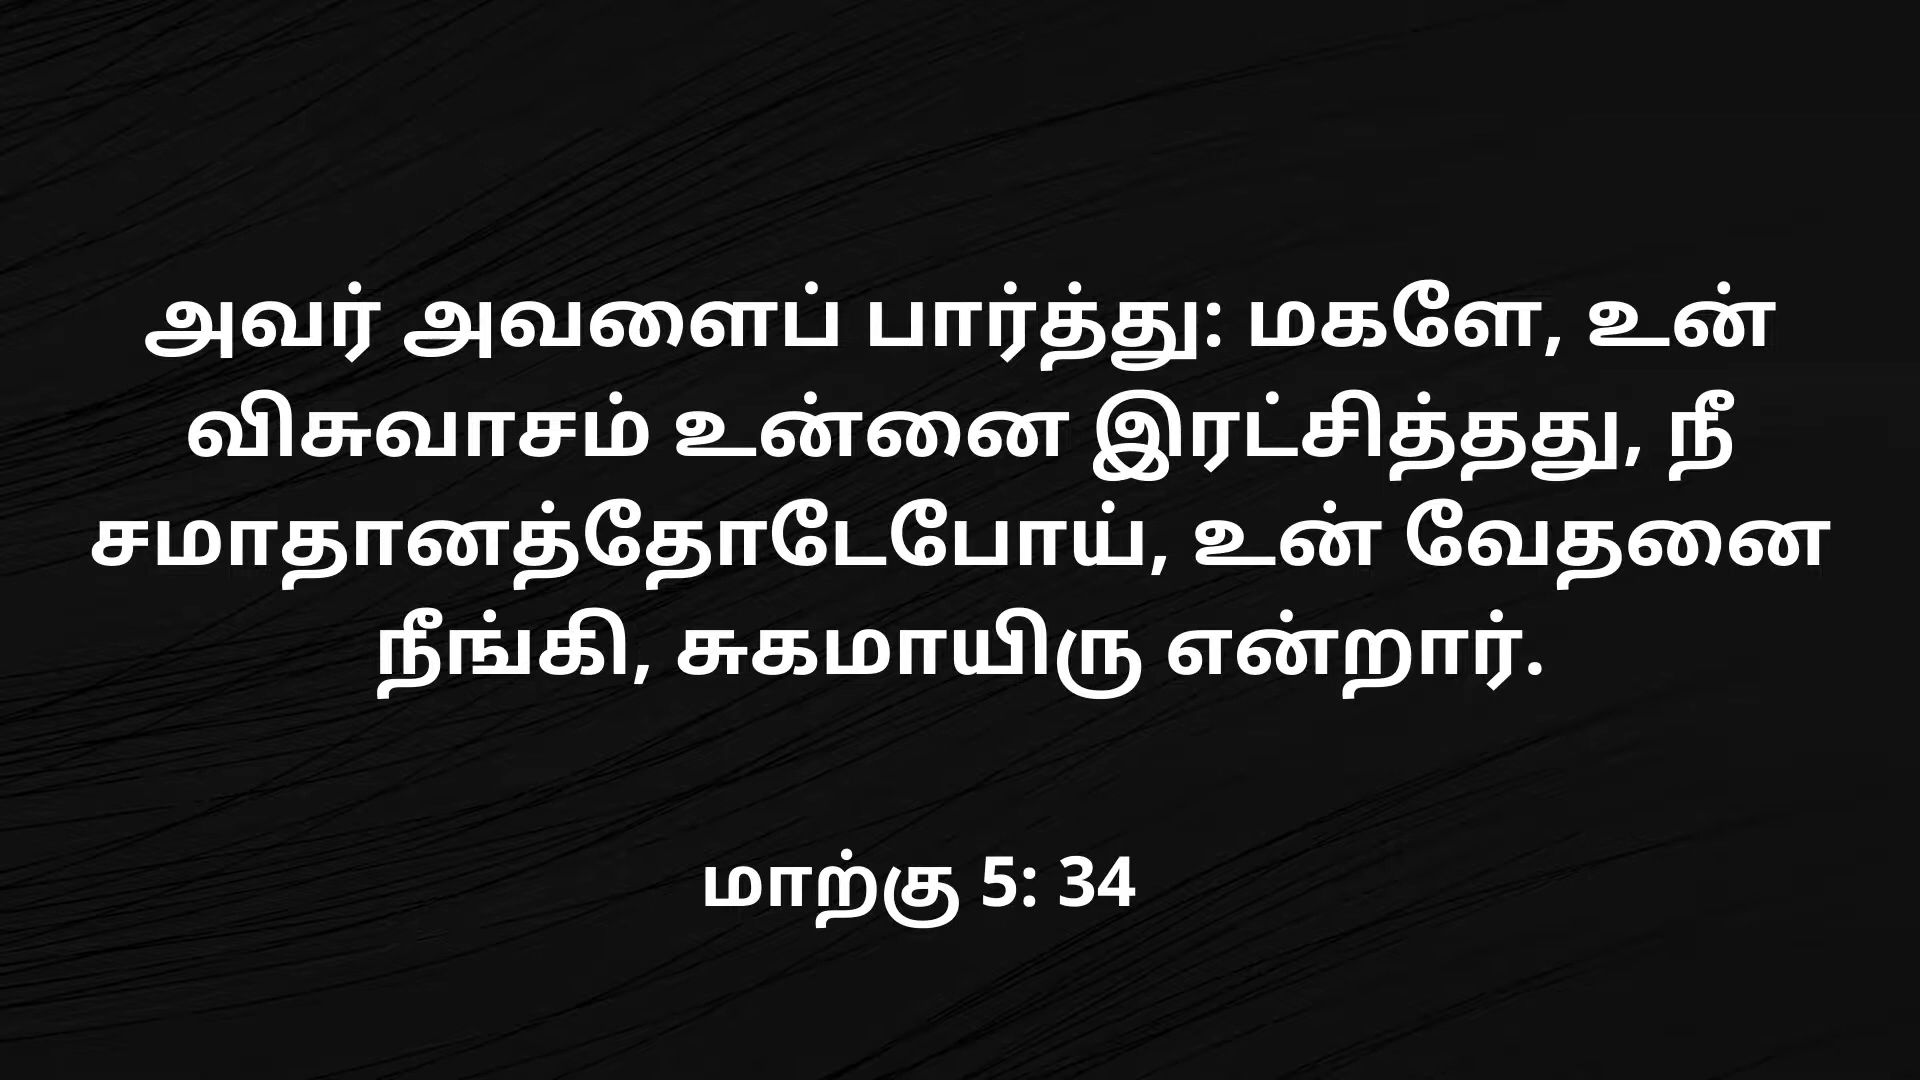 அவர் அவளைப் பார்த்து: மகளே, உன்
விசுவாசம் உன்னை இரட்சித்தது, நீ
சமாதானத்தோடேபோய், உன் வேதனை
நீங்கி, சுகமாயிரு என்றார்.
மாற்கு 5: 34